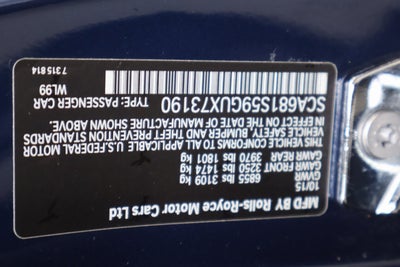 MFD BY Rolls-Royce Motor Cars Ltd
10/15
GVWR 6855 lbs 3109 kg
GAWR FRONT 3250 lbs 1474 kg
GAWR REAR 3970 lbs 1801 kg
THIS VEHICLE CONFORMS TO ALL APPLICABLE U.S.FEDERAL MOTOR
VEHICLE SAFETY, BUMPER AND THEFT PREVENTION STANDARDS
IN EFFECT ON THE DATE OF MANUFACTURE SHOWN ABOVE.
SCA681S59GUX73190 TYPE: PASSENGER CAR
WL99
7315814